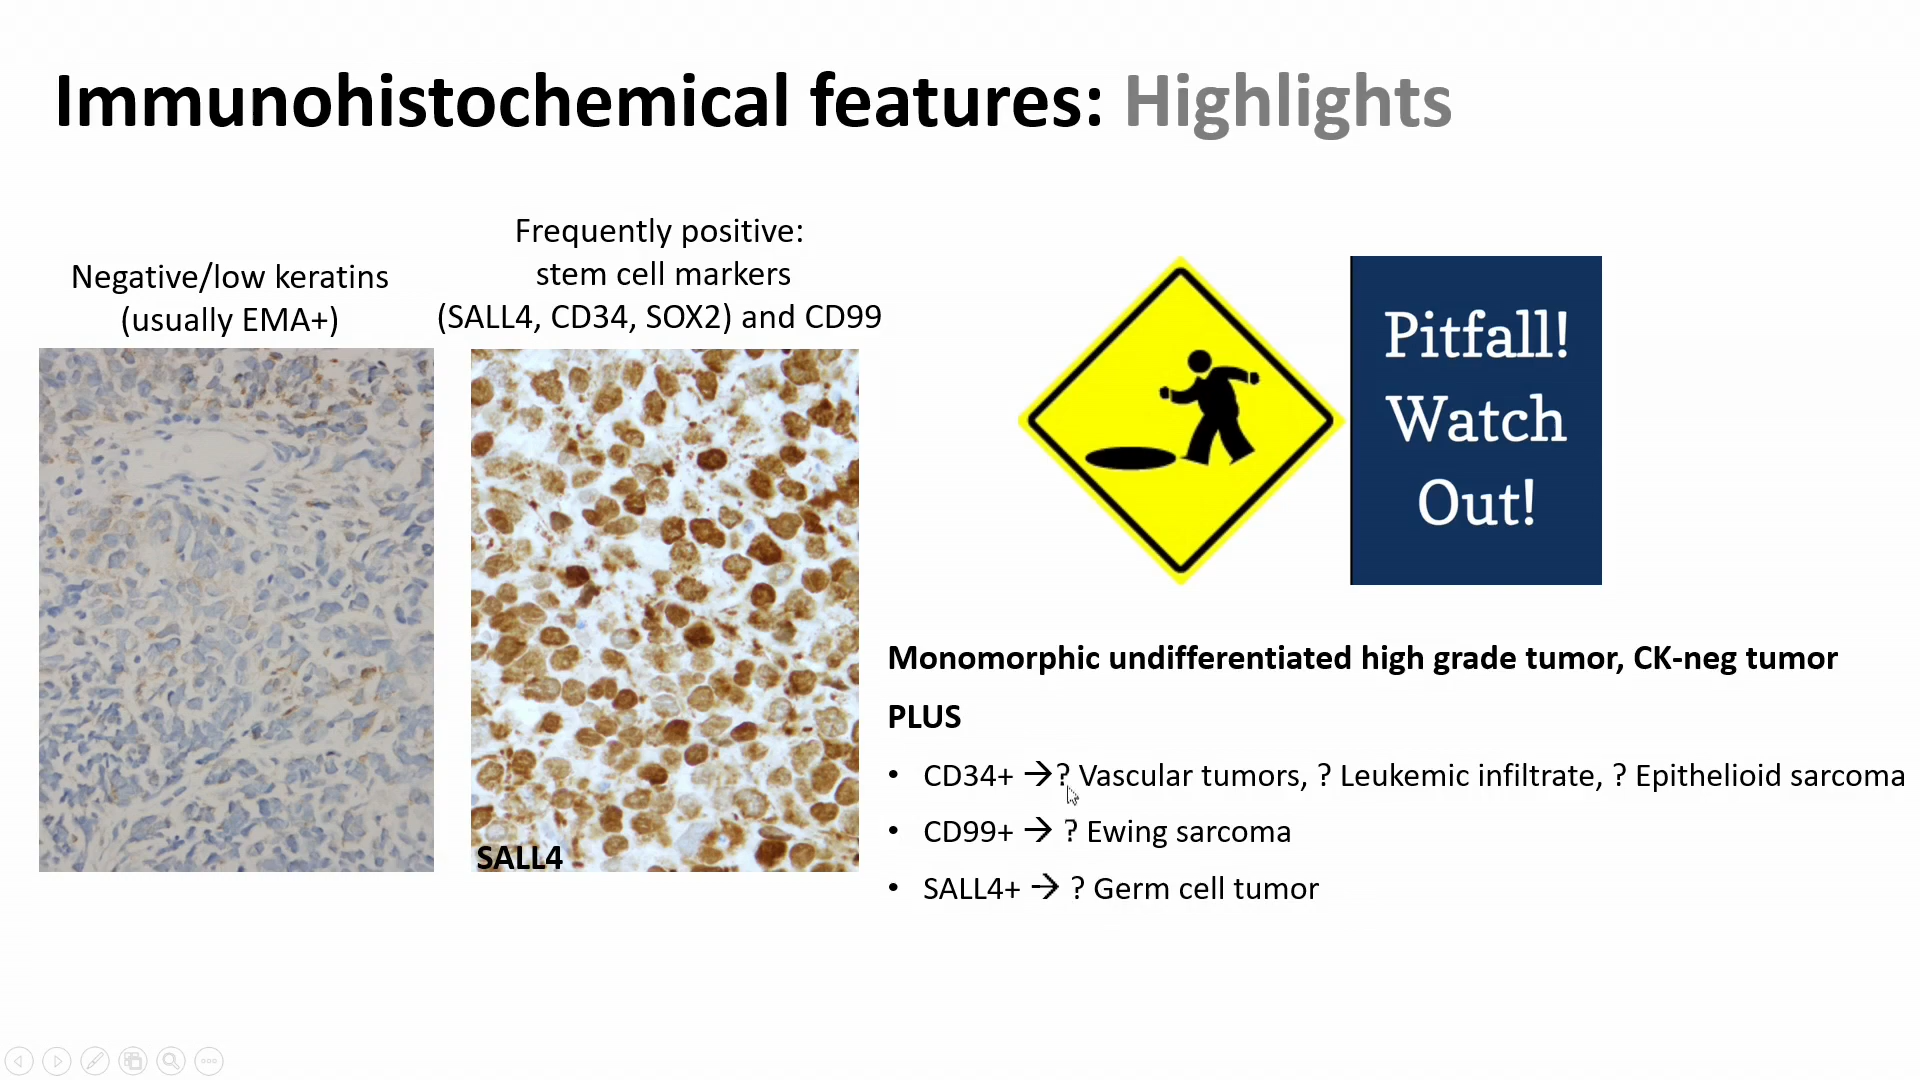 Immunohistochemical features: Highlights
Negative/low keratins
(usually EMA+)
Frequently positive:
stem cell markers
(SALL4, CD34, SOX2) and CD99
SALL4
Pitfall!
Watch
Out!
Monomorphic undifferentiated high grade tumor, CK-neg tumor
PLUS
• CD34+ →? Vascular tumors, ? Leukemic infiltrate, ? Epithelioid sarcoma
• CD99+ → ? Ewing sarcoma
• SALL4+ → ? Germ cell tumor